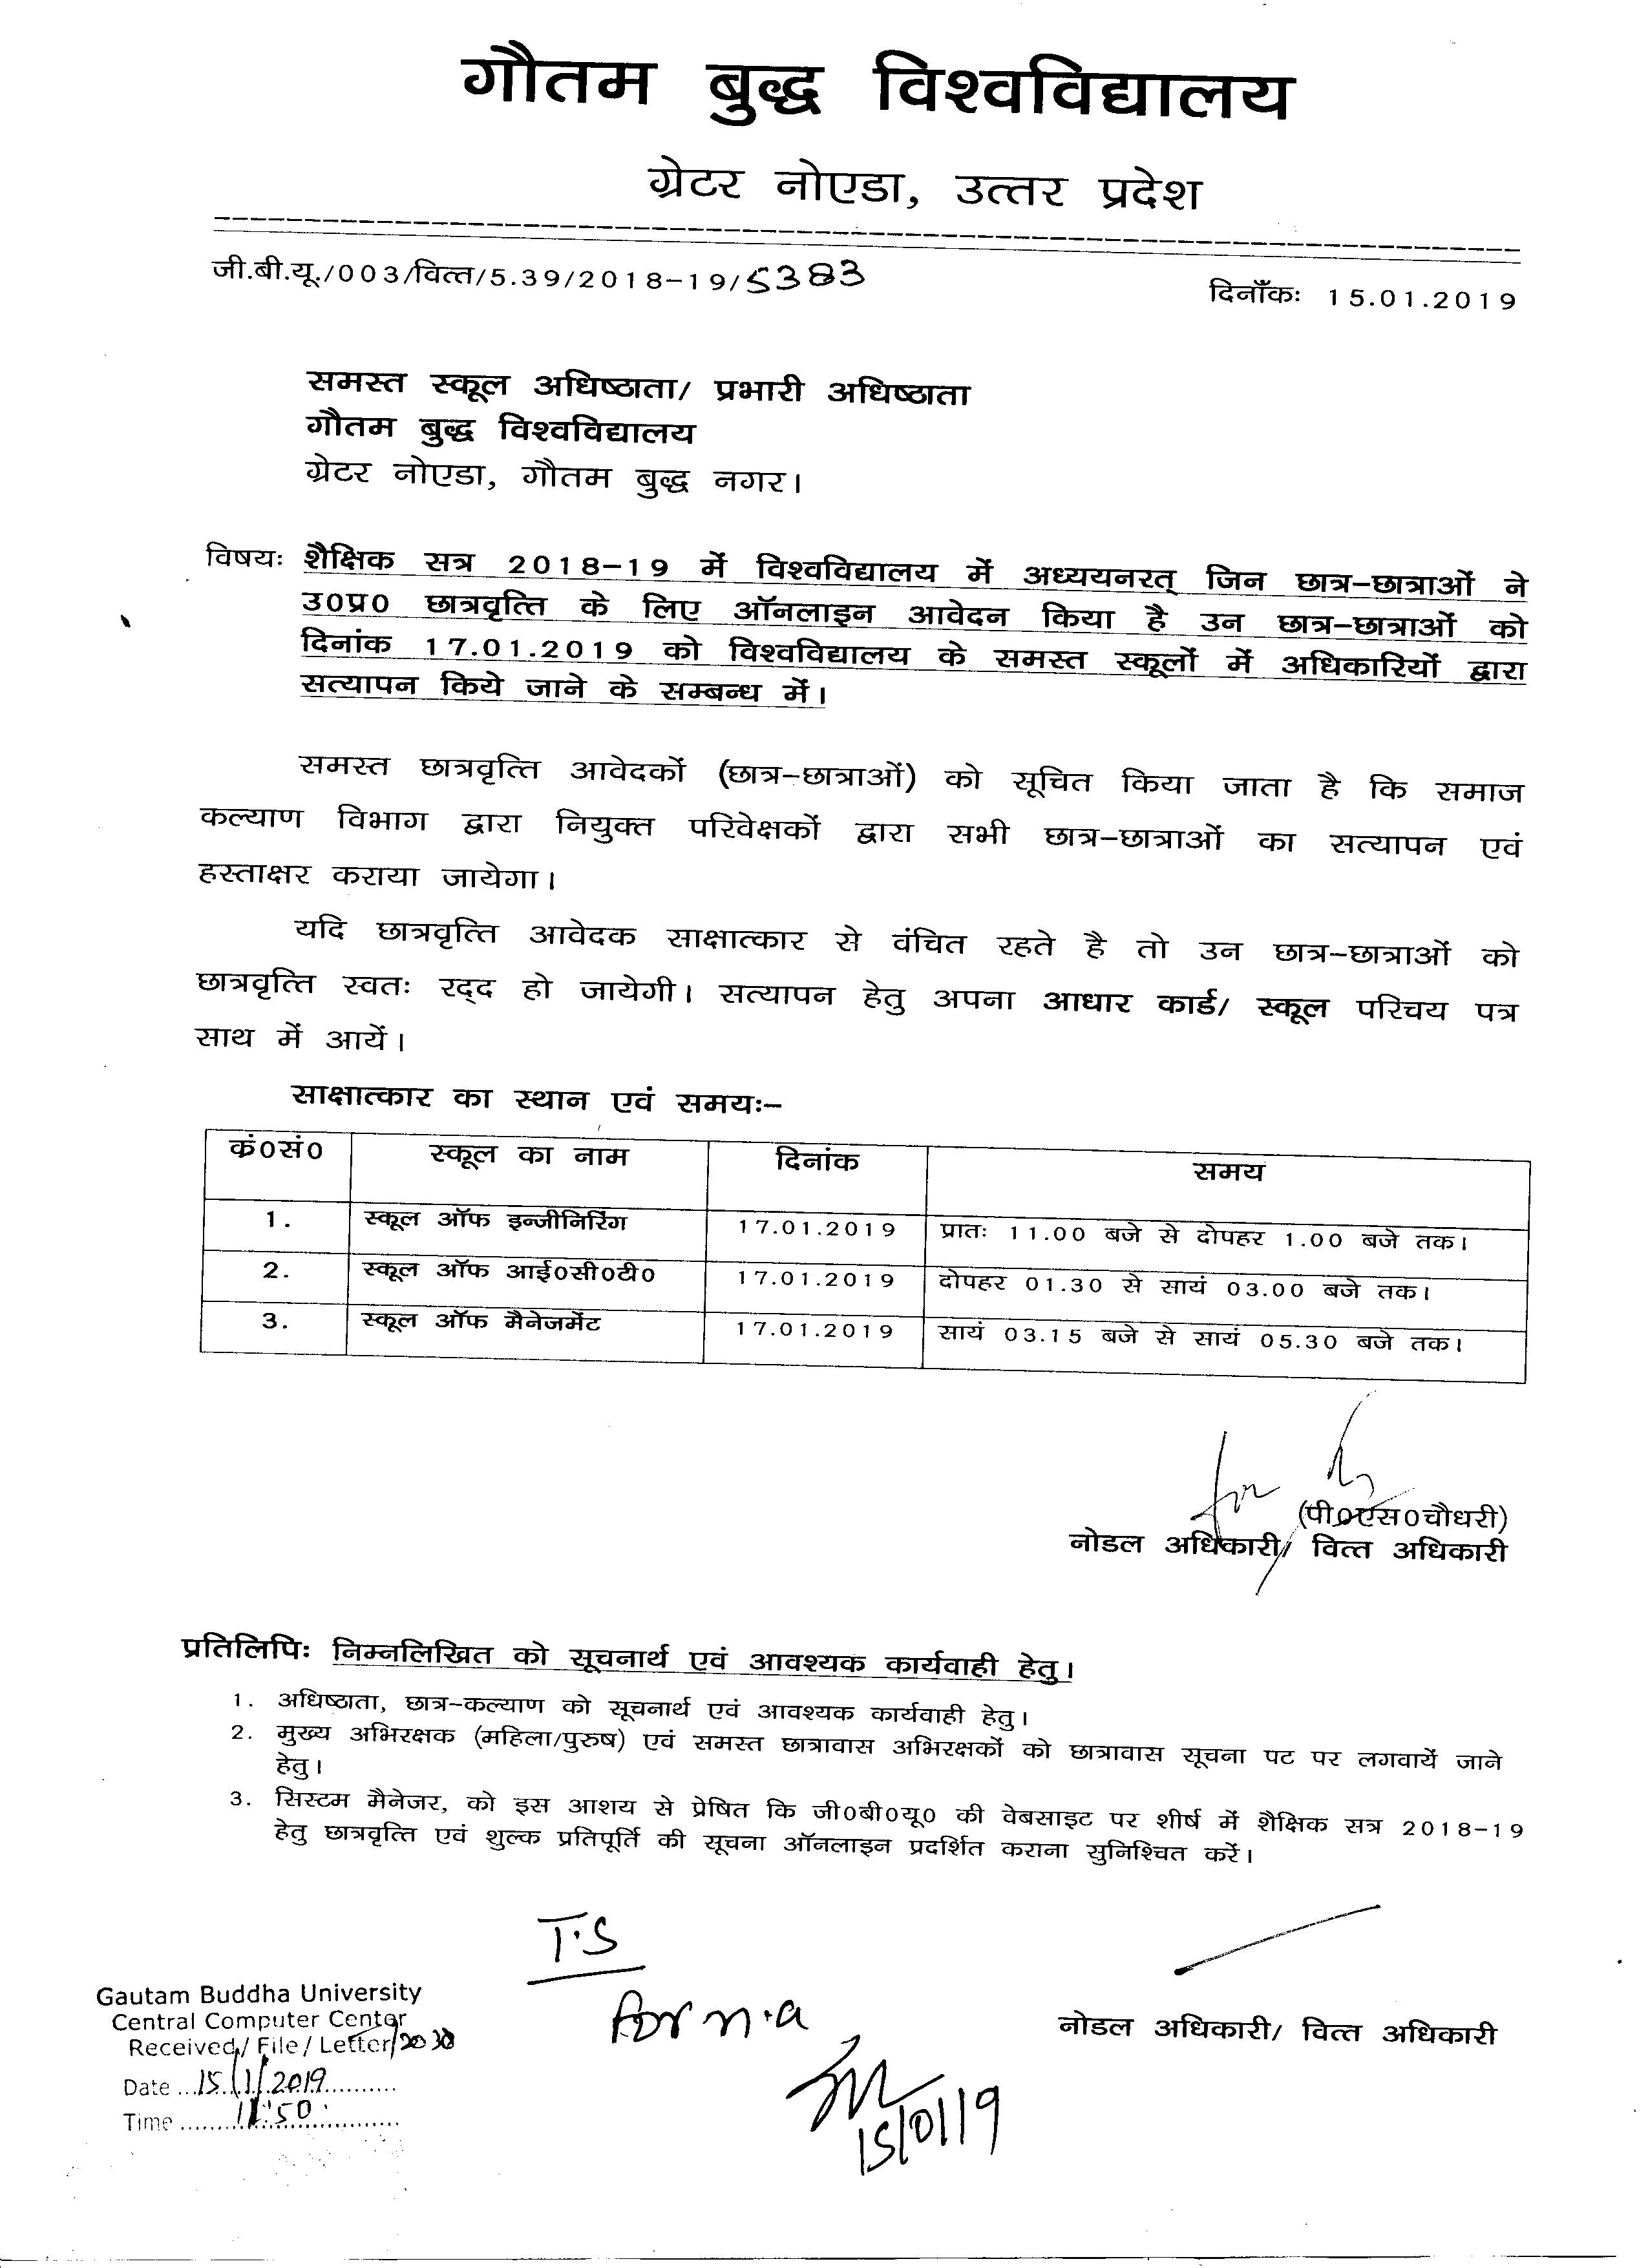 गौतम बुद्ध विश्वविद्यालय
ग्रेटर नोएडा, उत्तर प्रदेश
जी.बी.यू./003/वित्त/5.39/2018-19/5383
दिनाँकः 15.01.2019
समस्त स्कूल अधिष्ठाता/ प्रभारी अधिष्ठाता
गौतम बुद्ध विश्वविद्यालय
ग्रेटर नोएडा, गौतम बुद्ध नगर।
विषयः शैक्षिक सत्र 2018-19 में विश्वविद्यालय में अध्ययनरत् जिन छात्र-छात्राओं ने
उ0प्र0 छात्रवृत्ति के लिए ऑनलाइन आवेदन किया है उन छात्र-छात्राओं को
दिनांक 17.01.2019 को विश्वविद्यालय के समस्त स्कूलों में अधिकारियों द्वारा
सत्यापन किये जाने के सम्बन्ध में।
समस्त छात्रवृत्ति आवेदकों (छात्र-छात्राओं) को सूचित किया जाता है कि समाज
कल्याण विभाग द्वारा नियुक्त परिवेक्षकों द्वारा सभी छात्र-छात्राओं का सत्यापन एवं
हस्ताक्षर कराया जायेगा।
यदि छात्रवृत्ति आवेदक साक्षात्कार से वंचित रहते है तो उन छात्र-छात्राओं को
छात्रवृत्ति स्वतः रद्द हो जायेगी। सत्यापन हेतु अपना आधार कार्ड/ स्कूल परिचय पत्र
साथ में आयें।
साक्षात्कार का स्थान एवं समयः-
कं0सं0 स्कूल का नाम दिनांक समय
1. स्कूल ऑफ इन्जीनिरिंग 17.01.2019 प्रातः 11.00 बजे से दोपहर 1.00 बजे तक।
2. स्कूल ऑफ आई0सी0टी0 17.01.2019 दोपहर 01.30 से सायं 03.00 बजे तक।
3. स्कूल ऑफ मैनेजमेंट 17.01.2019 सायं 03.15 बजे से सायं 05.30 बजे तक।
(पी0एस0चौधरी)
नोडल अधिकारी/ वित्त अधिकारी
प्रतिलिपिः निम्नलिखित को सूचनार्थ एवं आवश्यक कार्यवाही हेतु।
1. अधिष्ठाता, छात्र-कल्याण को सूचनार्थ एवं आवश्यक कार्यवाही हेतु।
2. मुख्य अभिरक्षक (महिला/पुरुष) एवं समस्त छात्रावास अभिरक्षकों को छात्रावास सूचना पट पर लगवायें जाने
हेतु।
3. सिस्टम मैनेजर, को इस आशय से प्रेषित कि जी0बी0यू0 की वेबसाइट पर शीर्ष में शैक्षिक सत्र 2018-19
हेतु छात्रवृत्ति एवं शुल्क प्रतिपूर्ति की सूचना ऑनलाइन प्रदर्शित कराना सुनिश्चित करें।
T.S
for n.a
15/01/19
नोडल अधिकारी/ वित्त अधिकारी
Gautam Buddha University
Central Computer Center
Received/ File/ Letter/2030
Date ...15/1/2019...
Time ...11:50...